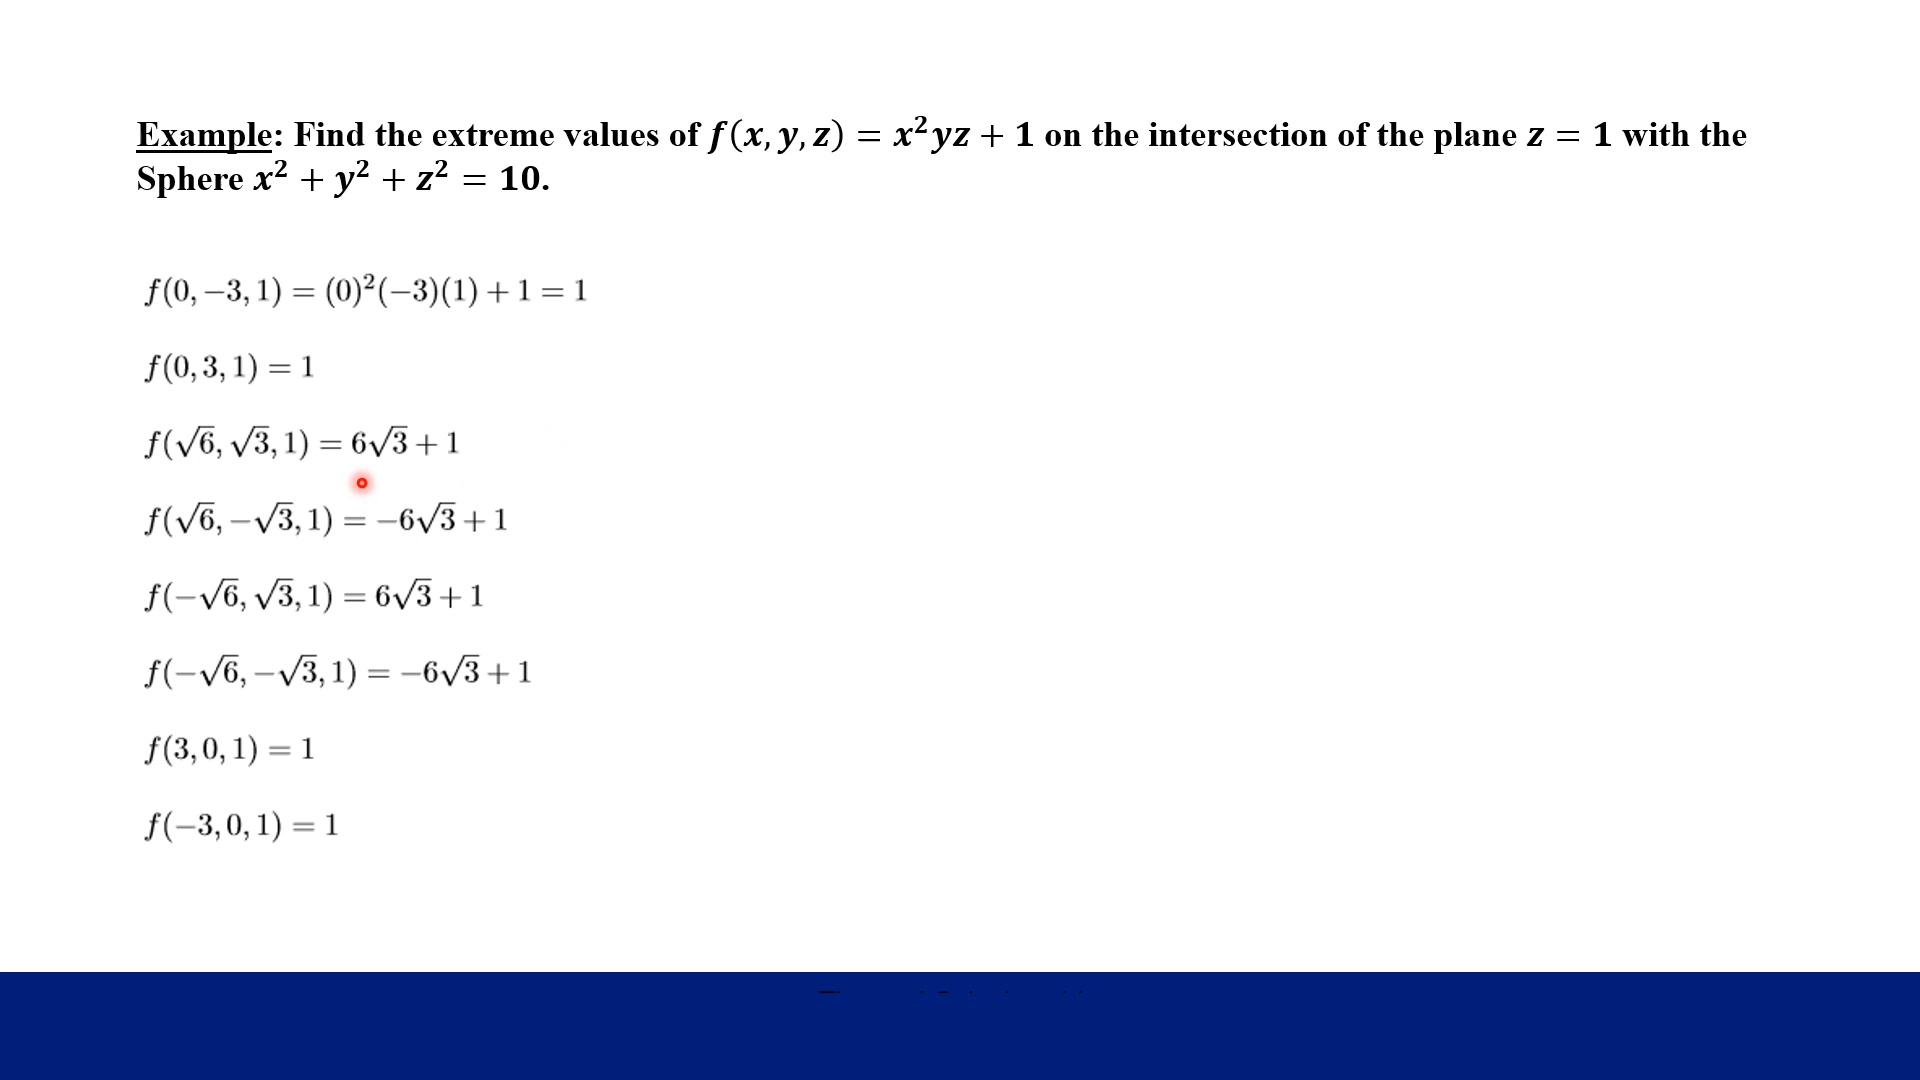 Example: Find the extreme values of f(x, y, z) = x²yz + 1 on the intersection of the plane z = 1 with the
Sphere x² + y² + z² = 10.
f(0, −3, 1) = (0)²(−3)(1) + 1 = 1
f(0, 3, 1) = 1
f(√6, √3, 1) = 6√3 + 1
f(√6, −√3, 1) = −6√3 + 1
f(−√6, √3, 1) = 6√3 + 1
f(−√6, −√3, 1) = −6√3 + 1
f(3, 0, 1) = 1
f(−3, 0, 1) = 1